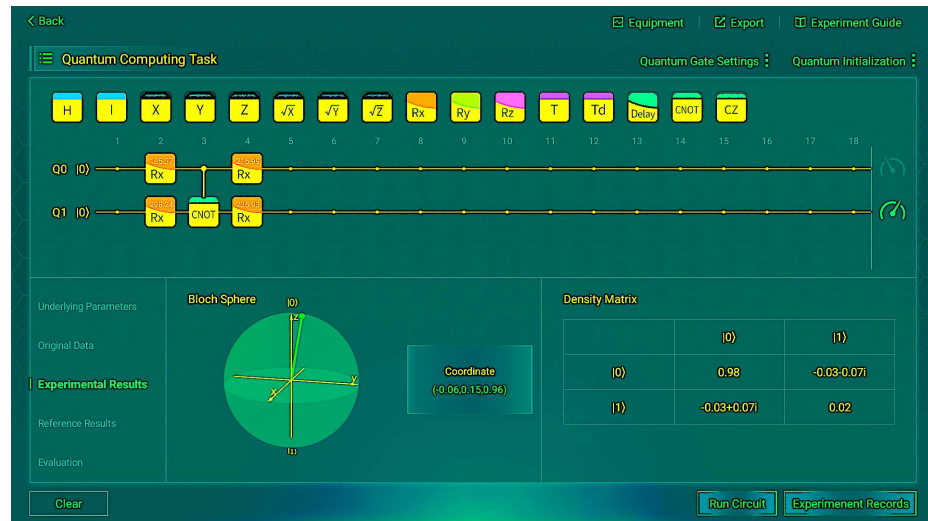 < Back
Equipment
Export
Experiment Guide
Quantum Computing Task
Quantum Gate Settings
Quantum Initialization
H I X Y Z √X √Y √Z Rx Ry Rz T Td Delay CNOT CZ
1 2 3 4 5 6 7 8 9 10 11 12 13 14 15 16 17 18
Q0 |0⟩ Rx Rx
Q1 |0⟩ Rx CNOT Rx
Underlying Parameters
Original Data
Experimental Results
Reference Results
Evaluation
Bloch Sphere
|0⟩
Z
Y
X
|1⟩
Coordinate
(-0.06,0.15,0.96)
Density Matrix
|0⟩ |1⟩
|0⟩ 0.98 -0.03-0.07i
|1⟩ -0.03+0.07i 0.02
Clear
Run Circuit
Experimenent Records